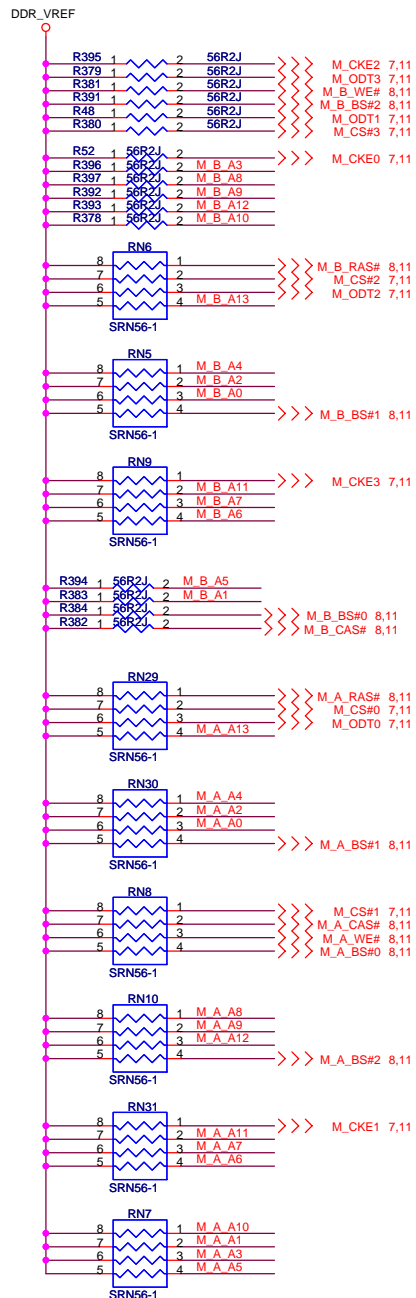 DDR_VREF
R395 1 2 56R2J M_CKE2 7,11
R379 1 2 56R2J M_ODT3 7,11
R381 1 2 56R2J M_B_WE# 8,11
R391 1 2 56R2J M_B_BS#2 8,11
R48 1 2 56R2J M_ODT1 7,11
R380 1 2 56R2J M_CS#3 7,11
R52 1 56R2J 2 M_CKE0 7,11
R396 1 56R2J 2 M_B_A3
R397 1 56R2J 2 M_B_A8
R392 1 56R2J 2 M_B_A9
R393 1 56R2J 2 M_B_A12
R378 1 56R2J 2 M_B_A10
RN6
8 1 M_B_RAS# 8,11
7 2 M_CS#2 7,11
6 3 M_ODT2 7,11
5 4 M_B_A13
SRN56-1
RN5
8 1 M_B_A4
7 2 M_B_A2
6 3 M_B_A0
5 4 M_B_BS#1 8,11
SRN56-1
RN9
8 1 M_CKE3 7,11
7 2 M_B_A11
6 3 M_B_A7
5 4 M_B_A6
SRN56-1
R394 1 56R2J 2 M_B_A5
R383 1 56R2J 2 M_B_A1
R384 1 56R2J 2 M_B_BS#0 8,11
R382 1 56R2J 2 M_B_CAS# 8,11
RN29
8 1 M_A_RAS# 8,11
7 2 M_CS#0 7,11
6 3 M_ODT0 7,11
5 4 M_A_A13
SRN56-1
RN30
8 1 M_A_A4
7 2 M_A_A2
6 3 M_A_A0
5 4 M_A_BS#1 8,11
SRN56-1
RN8
8 1 M_CS#1 7,11
7 2 M_A_CAS# 8,11
6 3 M_A_WE# 8,11
5 4 M_A_BS#0 8,11
SRN56-1
RN10
8 1 M_A_A8
7 2 M_A_A9
6 3 M_A_A12
5 4 M_A_BS#2 8,11
SRN56-1
RN31
8 1 M_CKE1 7,11
7 2 M_A_A11
6 3 M_A_A7
5 4 M_A_A6
SRN56-1
RN7
8 1 M_A_A10
7 2 M_A_A1
6 3 M_A_A3
5 4 M_A_A5
SRN56-1